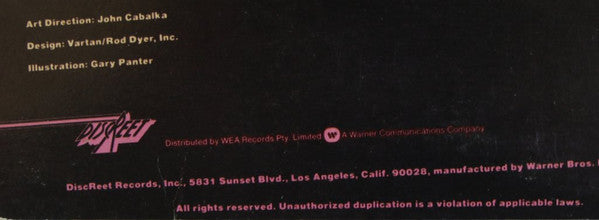 Art Direction: John Cabalka
Design: Vartan/Rod Dyer, Inc.
Illustration: Gary Panter
DISCREET
Distributed by WEA Records Pty. Limited W A Warner Communications Company
DiscReet Records, Inc., 5831 Sunset Blvd., Los Angeles, Calif. 90028, manufactured by Warner Bros.
All rights reserved. Unauthorized duplication is a violation of applicable laws.